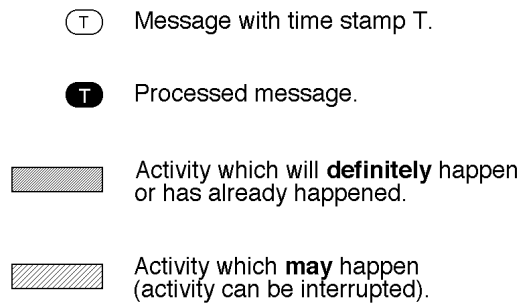 T Message with time stamp T.
T Processed message.
Activity which will definitely happen
or has already happened.
Activity which may happen
(activity can be interrupted).